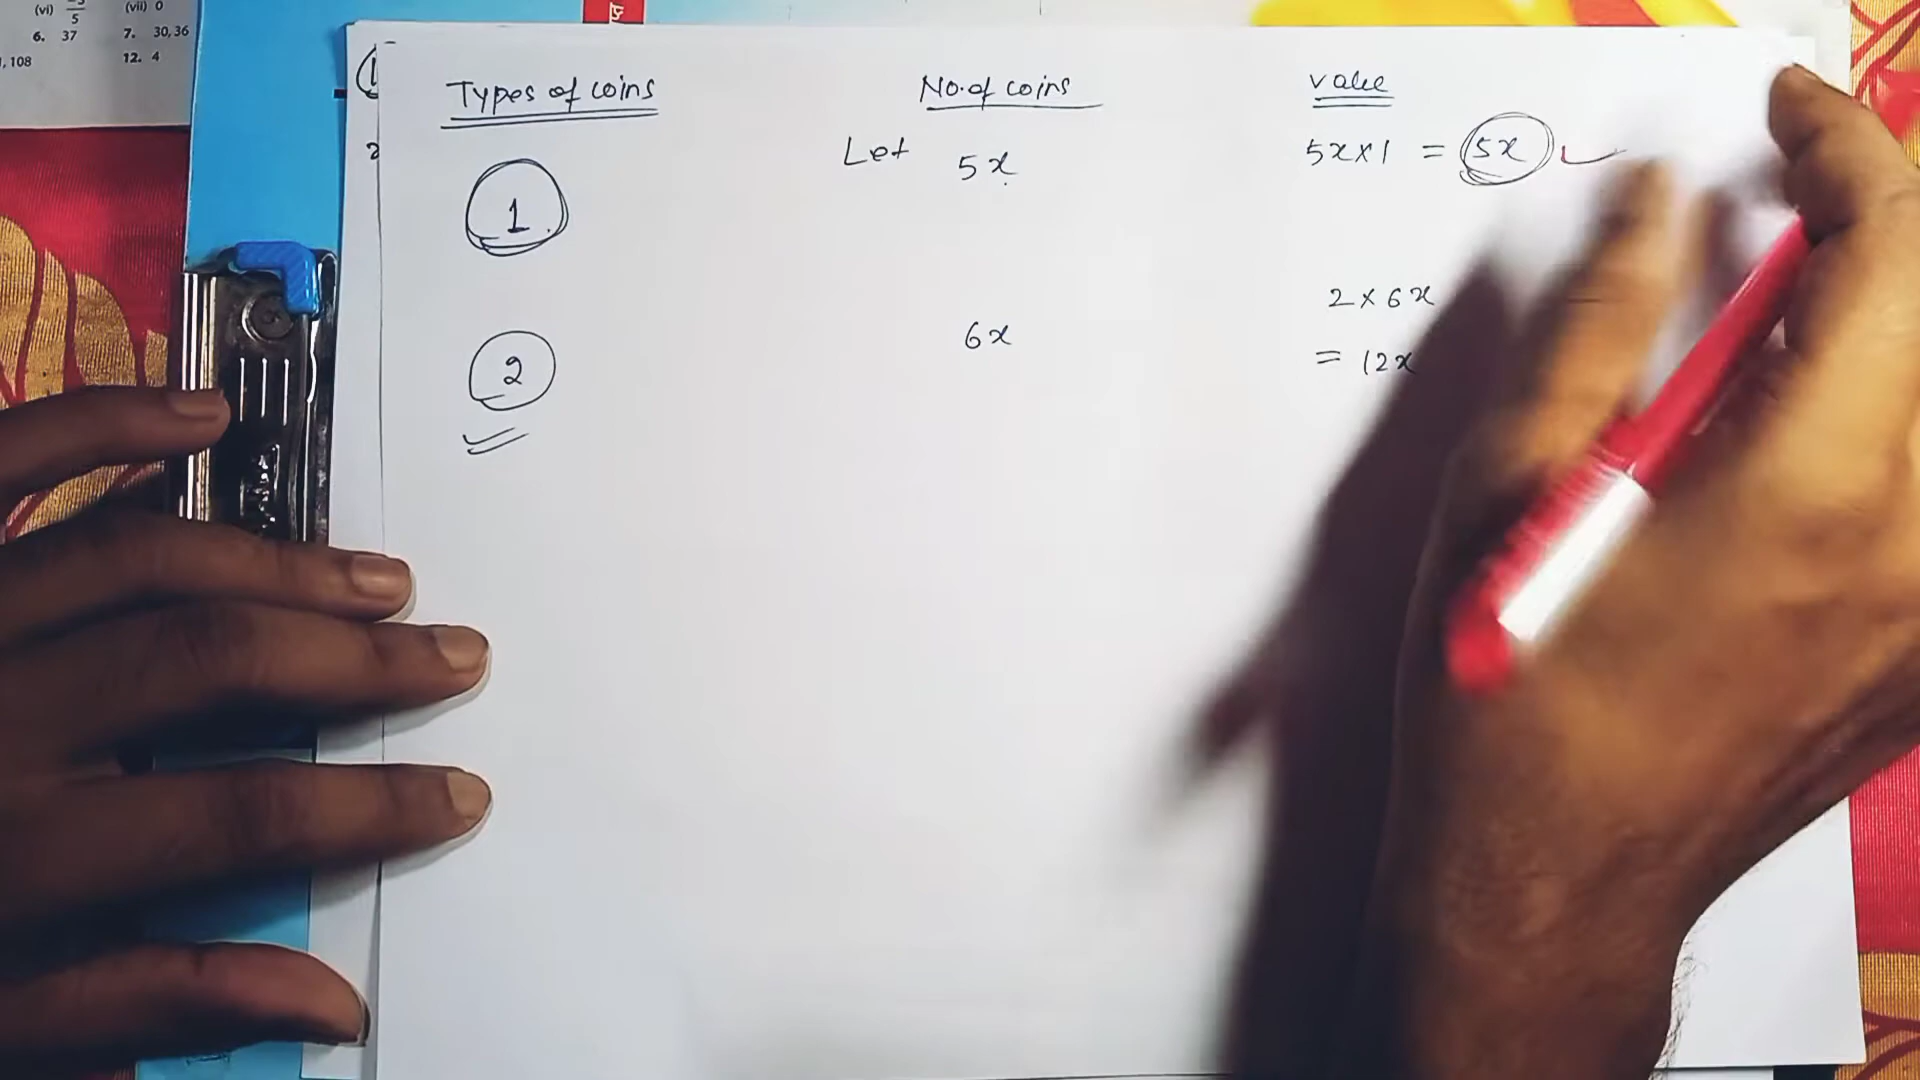 (vi) 5
(vii) 0
6. 37
7. 30, 36
, 108
12. 4
Types of coins
No. of coins
value
Let 5x
5x×1 = 5x
1
2×6x
6x
= 12x
2